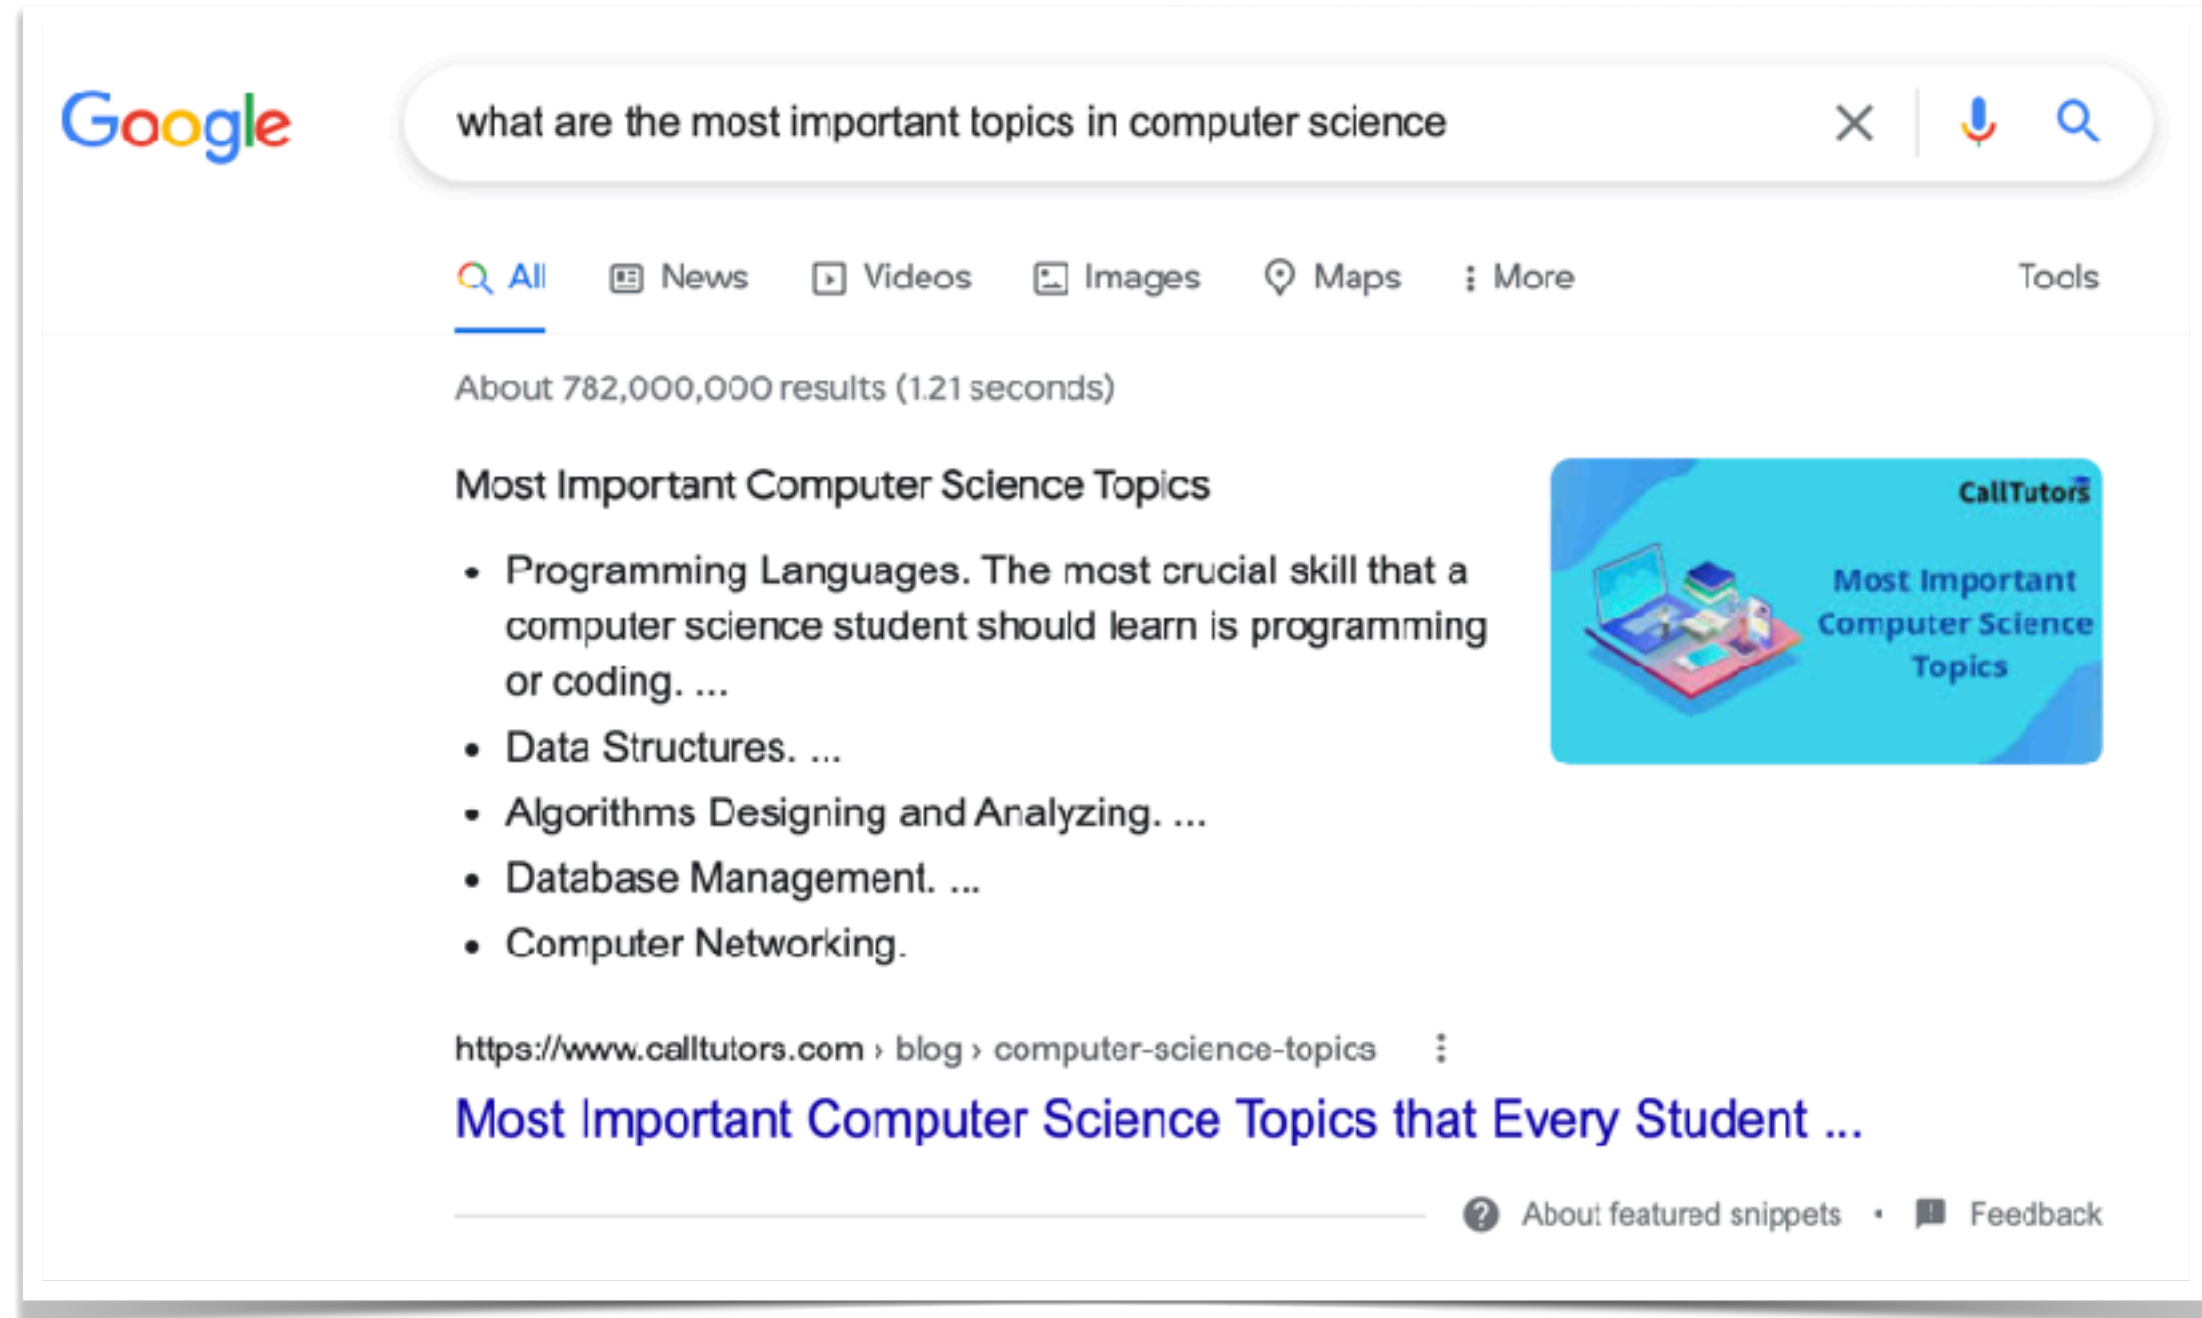 Google
what are the most important topics in computer science
All News Videos Images Maps More Tools
About 782,000,000 results (1.21 seconds)
Most Important Computer Science Topics
• Programming Languages. The most crucial skill that a
computer science student should learn is programming
or coding. ...
• Data Structures. ...
• Algorithms Designing and Analyzing. ...
• Database Management. ...
• Computer Networking.
CallTutors
Most Important
Computer Science
Topics
https://www.calltutors.com › blog › computer-science-topics
Most Important Computer Science Topics that Every Student ...
About featured snippets • Feedback